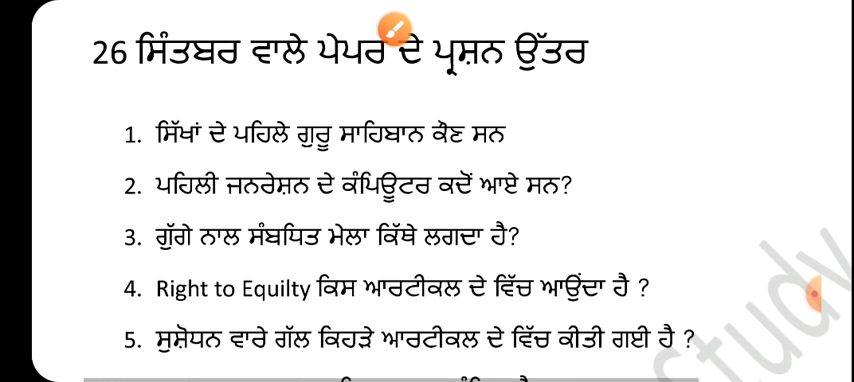 26 ਸਿੰਤਬਰ ਵਾਲੇ ਪੇਪਰ ਦੇ ਪ੍ਰਸ਼ਨ ਉੱਤਰ
1. ਸਿੱਖਾਂ ਦੇ ਪਹਿਲੇ ਗੁਰੂ ਸਾਹਿਬਾਨ ਕੋਣ ਸਨ
2. ਪਹਿਲੀ ਜਨਰੇਸ਼ਨ ਦੇ ਕੰਪਿਊਟਰ ਕਦੋਂ ਆਏ ਸਨ?
3. ਗੁੱਗੇ ਨਾਲ ਸੰਬਧਿਤ ਮੇਲਾ ਕਿੱਥੇ ਲਗਦਾ ਹੈ?
4. Right to Equilty ਕਿਸ ਆਰਟੀਕਲ ਦੇ ਵਿੱਚ ਆਉਂਦਾ ਹੈ ?
5. ਸੁਸ਼ੋਧਨ ਵਾਰੇ ਗੱਲ ਕਿਹੜੇ ਆਰਟੀਕਲ ਦੇ ਵਿੱਚ ਕੀਤੀ ਗਈ ਹੈ ?
study